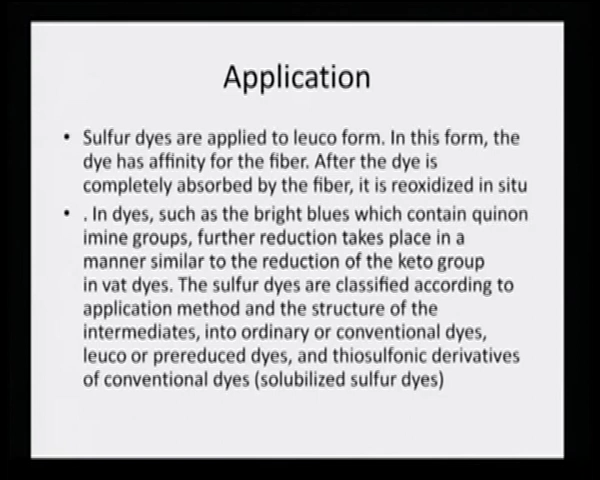 Application
• Sulfur dyes are applied to leuco form. In this form, the
dye has affinity for the fiber. After the dye is
completely absorbed by the fiber, it is reoxidized in situ
• . In dyes, such as the bright blues which contain quinon
imine groups, further reduction takes place in a
manner similar to the reduction of the keto group
in vat dyes. The sulfur dyes are classified according to
application method and the structure of the
intermediates, into ordinary or conventional dyes,
leuco or prereduced dyes, and thiosulfonic derivatives
of conventional dyes (solubilized sulfur dyes)